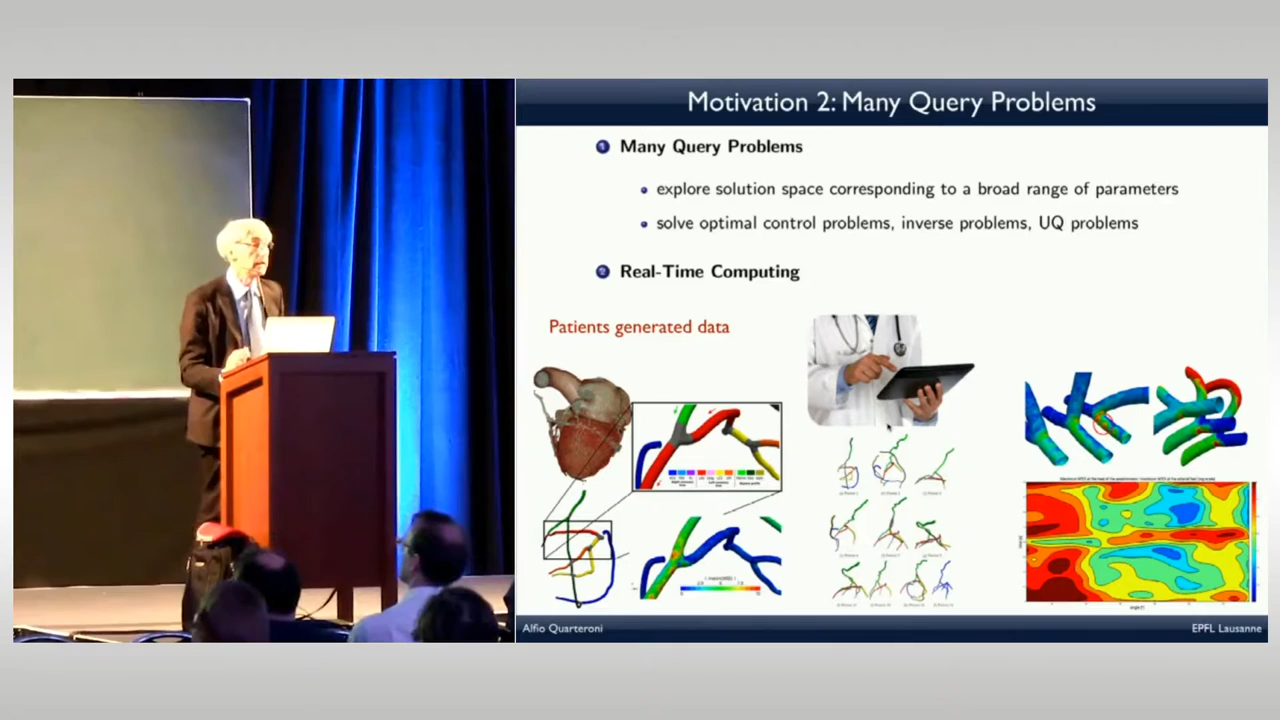 Motivation 2: Many Query Problems
1 Many Query Problems
explore solution space corresponding to a broad range of parameters
solve optimal control problems, inverse problems, UQ problems
2 Real-Time Computing
Patients generated data
Alfio Quarteroni
EPFL Lausanne